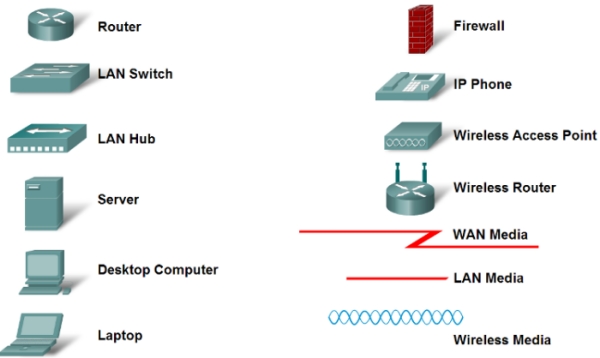 Router
LAN Switch
LAN Hub
Server
Desktop Computer
Laptop
Firewall
IP Phone
IP
Wireless Access Point
Wireless Router
WAN Media
LAN Media
Wireless Media